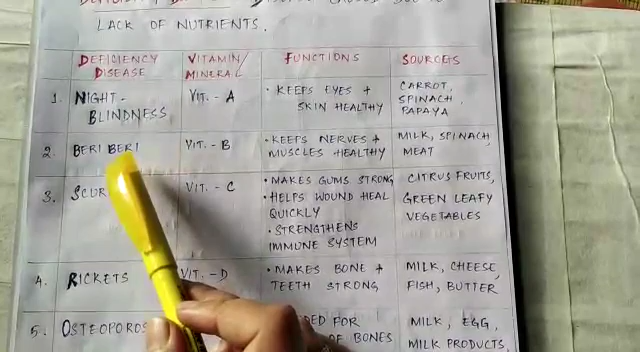 LACK OF NUTRIENTS.
DEFICIENCY DISEASE
VITAMIN/ MINERAL
FUNCTIONS
SOURCES
1. NIGHT-
BLINDNESS
VIT. - A
• KEEPS EYES +
SKIN HEALTHY
CARROT,
SPINACH,
PAPAYA
2. BERI BERI
VIT. - B
• KEEPS NERVES +
MUSCLES HEALTHY
MILK, SPINACH,
MEAT
3.
VIT. - C
• MAKES GUMS STRONG
• HELPS WOUND HEAL
QUICKLY
• STRENGTHENS
IMMUNE SYSTEM
CITRUS FRUITS,
GREEN LEAFY
VEGETABLES
4. RICKETS
VIT. - D
• MAKES BONE +
TEETH STRONG
MILK, CHEESE,
FISH, BUTTER
5.
FOR
OF BONES
MILK, EGG,
MILK PRODUCTS,